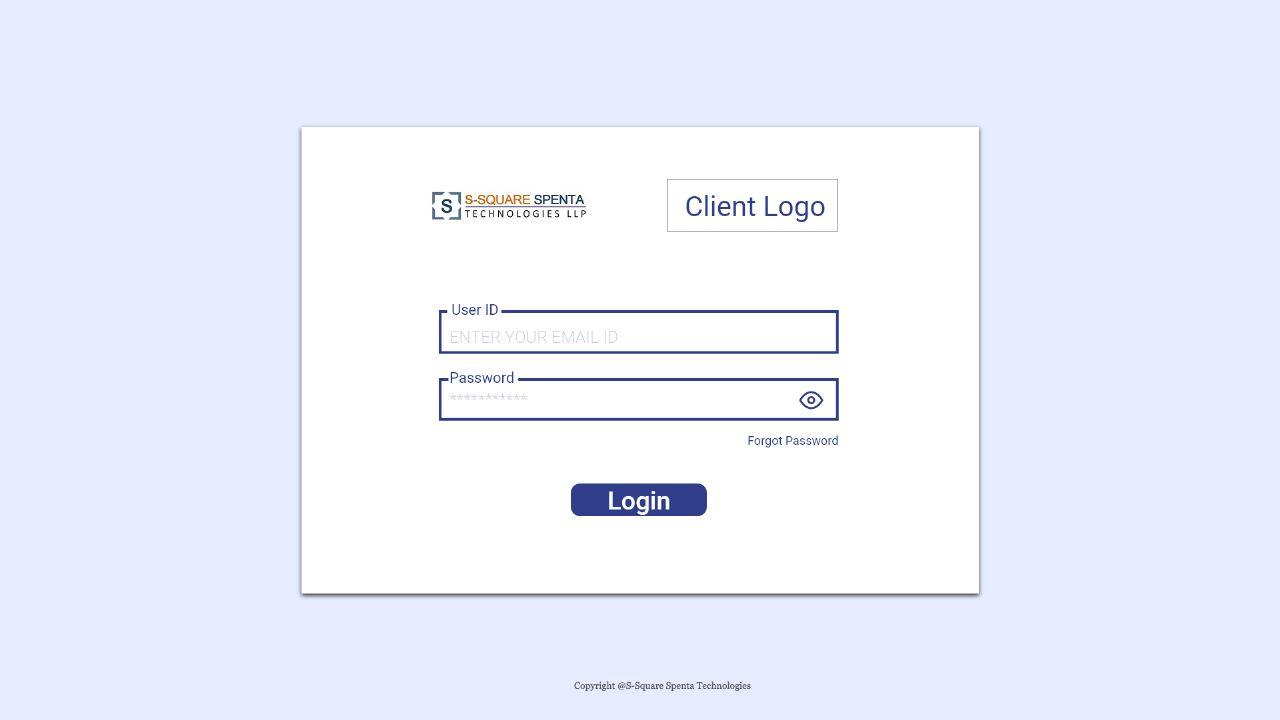 S
S-SQUARE SPENTA
TECHNOLOGIES LLP
Client Logo
User ID
ENTER YOUR EMAIL ID
Password
***********
Forgot Password
Login
Copyright @S-Square Spenta Technologies